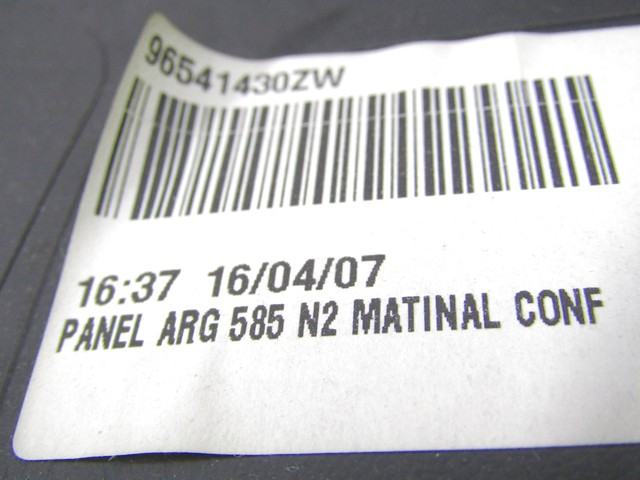 96541430ZW
16:37 16/04/07
PANEL ARG 585 N2 MATINAL CONF